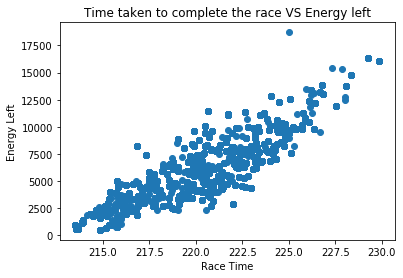 Time taken to complete the race VS Energy left
17500
15000
12500
10000
7500
5000
2500
0
Energy Left
215.0 217.5 220.0 222.5 225.0 227.5 230.0
Race Time